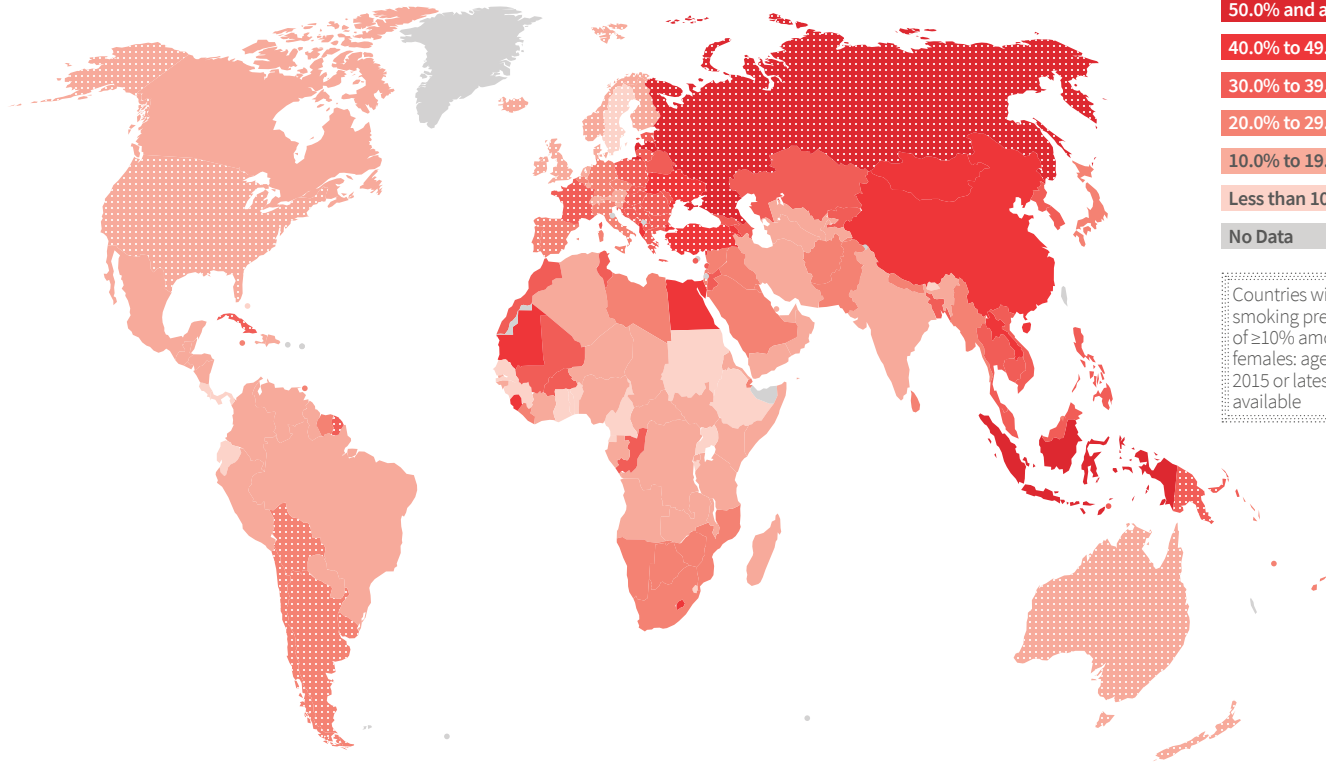 50.0% and a
40.0% to 49.
30.0% to 39.
20.0% to 29.
10.0% to 19.
Less than 10
No Data
Countries wi
smoking pre
of ≥10% amo
females: age
2015 or lates
available